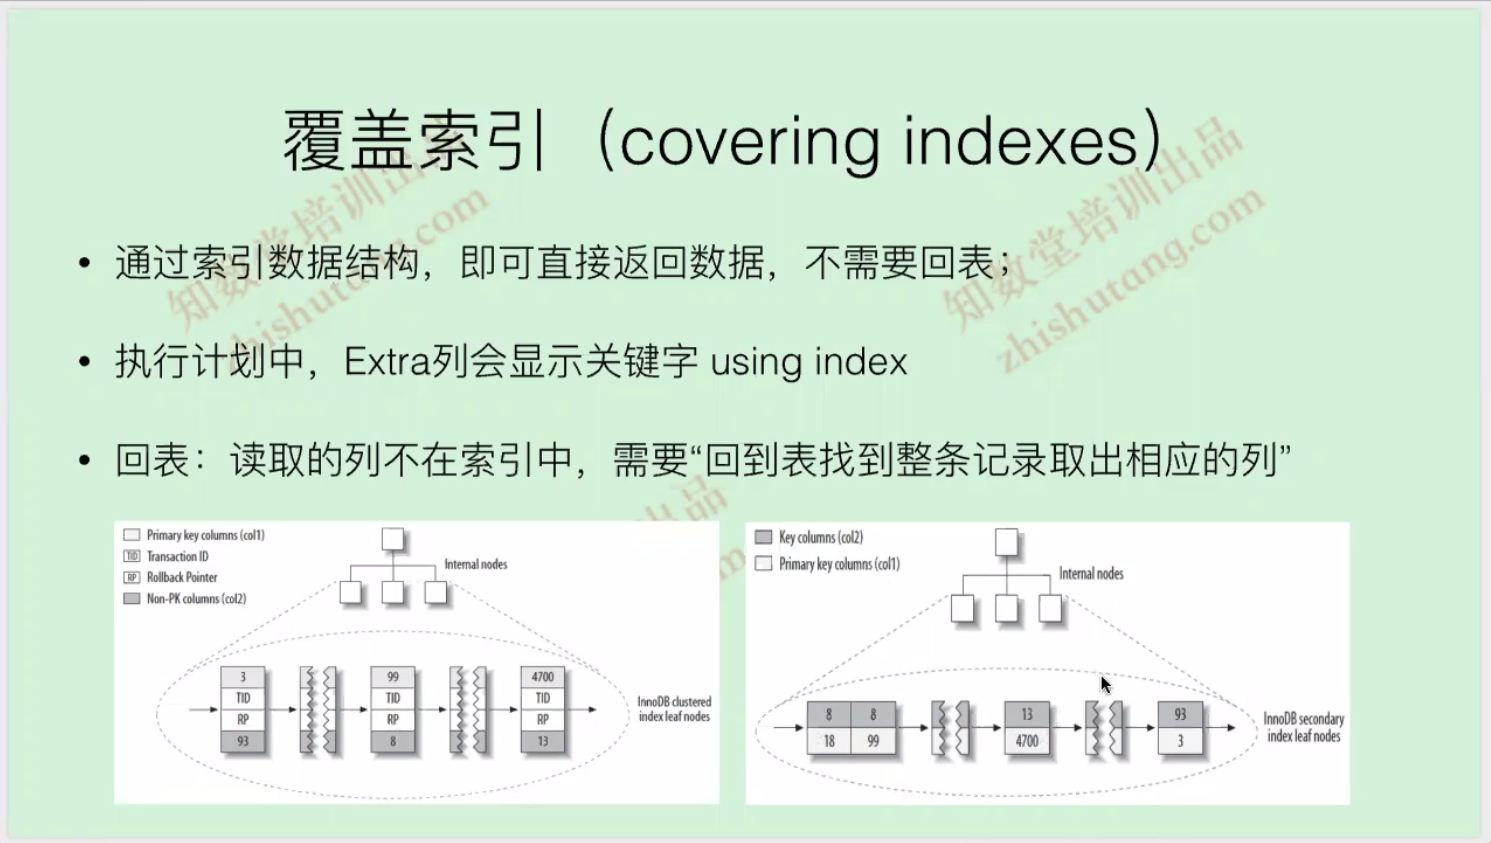 覆盖索引（covering indexes）
知数堂培训出品
zhishutang.com
知数堂培训出品
zhishutang.com
• 通过索引数据结构，即可直接返回数据，不需要回表；
• 执行计划中，Extra列会显示关键字 using index
• 回表：读取的列不在索引中，需要“回到表找到整条记录取出相应的列”
Primary key columns (col1)
TID Transaction ID
RP Rollback Pointer
Non-PK columns (col2)
Internal nodes
3 99 4700
TID TID TID
RP RP RP
93 8 13
InnoDB clustered
index leaf nodes
Key columns (col2)
Primary key columns (col1)
Internal nodes
8 8 13 93
18 99 4700 3
InnoDB secondary
index leaf nodes